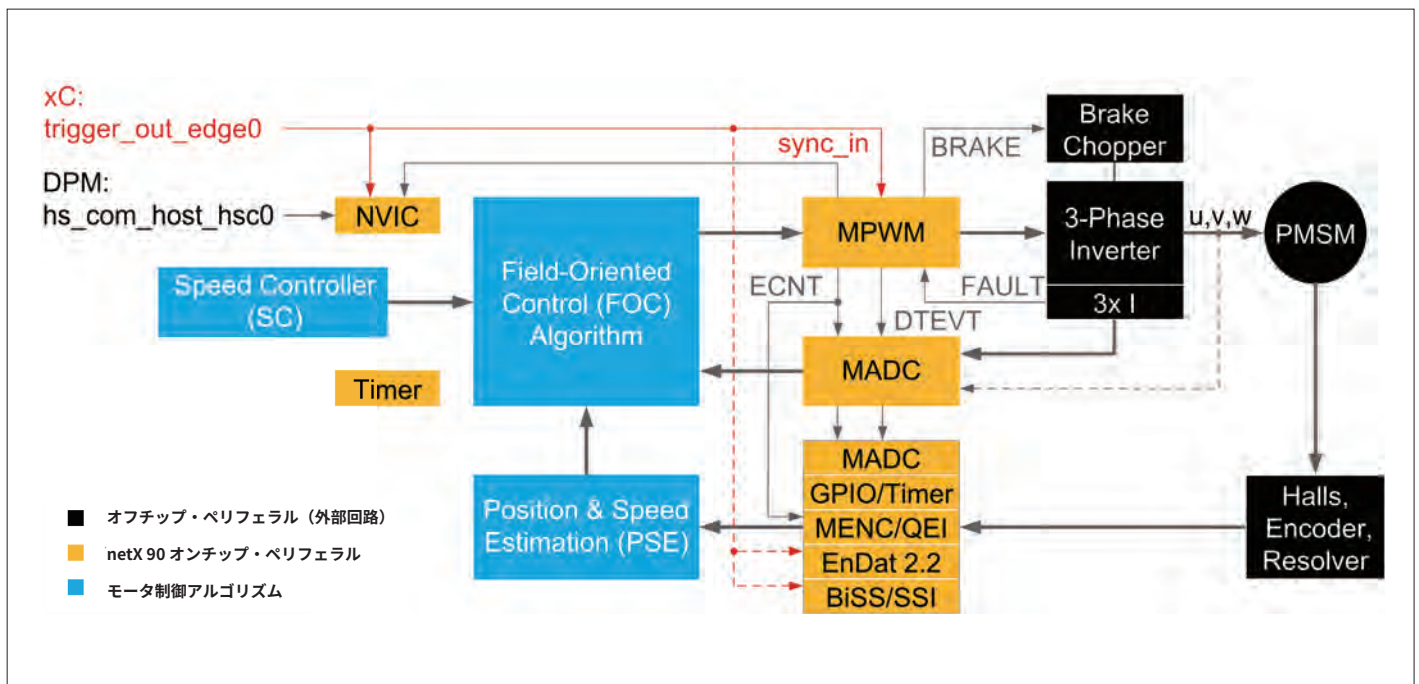 xC:
trigger_out_edge0
DPM:
hs_com_host_hsc0
NVIC
sync_in
BRAKE
Brake
Chopper
Speed Controller
(SC)
Field-Oriented
Control (FOC)
Algorithm
MPWM
3-Phase
Inverter
3x I
u,v,w
PMSM
ECNT
FAULT
DTEVT
Timer
MADC
MADC
GPIO/Timer
MENC/QEI
EnDat 2.2
BiSS/SSI
Position & Speed
Estimation (PSE)
Halls,
Encoder,
Resolver
オフチップ・ペリフェラル（外部回路）
netX 90 オンチップ・ペリフェラル
モータ制御アルゴリズム